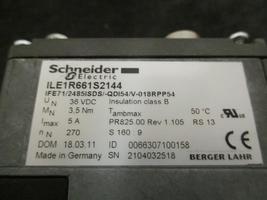 Schneider
Electric
ILE1R661S2144
IFE71/2485ISDS/-QDI54/V-018RPP54
UN 36 VDC Insulation class B
MN 3.5 Nm Tambmax 50 °C
Imax 5 A PR825.00 Rev 1.105 RS 13
nN 270 S 160 : 9
DOM 18.03.11 ID 0066307100158
Made in Germany SN 2104032518 BERGER LAHR